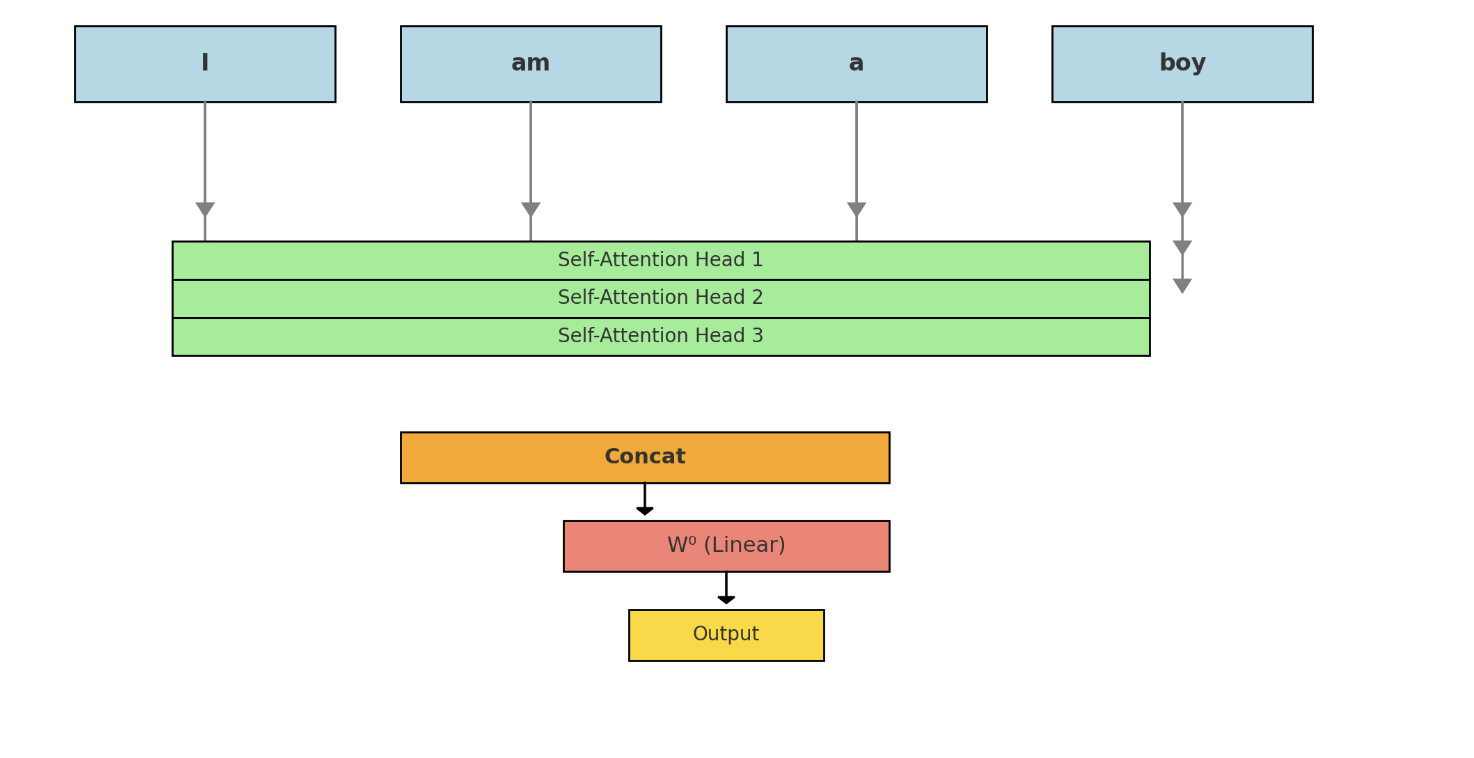 I
am
a
boy
Self-Attention Head 1
Self-Attention Head 2
Self-Attention Head 3
Concat
W⁰ (Linear)
Output